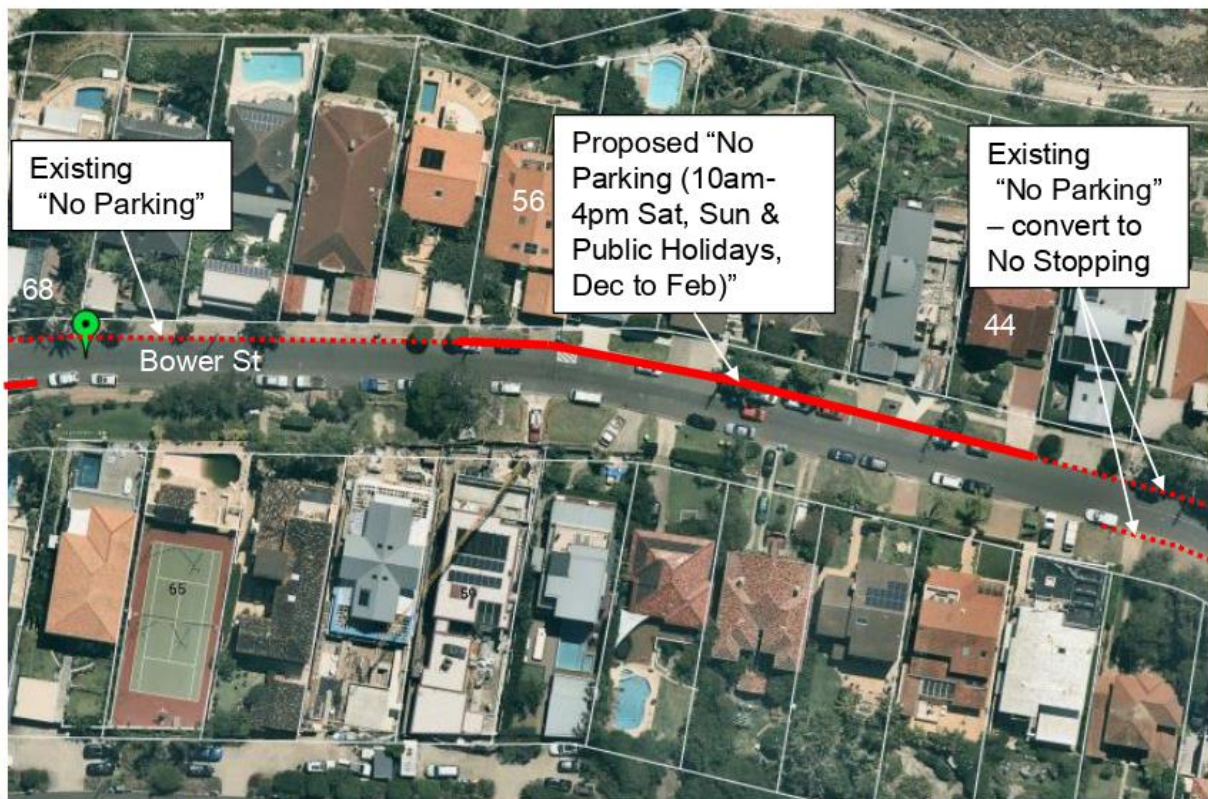 Existing
"No Parking"
68
Bower St
56
Proposed “No
Parking (10am-
4pm Sat, Sun &
Public Holidays,
Dec to Feb)”
Existing
“No Parking”
– convert to
No Stopping
44
65
59